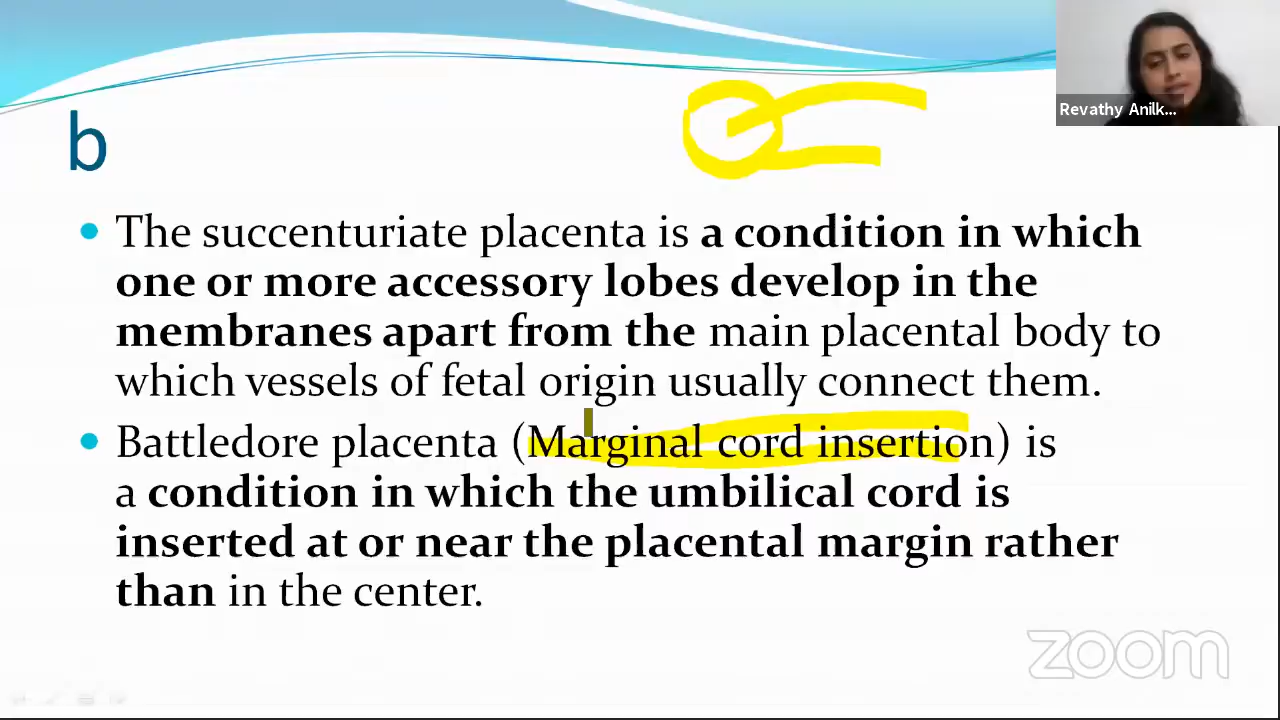 Revathy Anilk...
b
• The succenturiate placenta is a condition in which
one or more accessory lobes develop in the
membranes apart from the main placental body to
which vessels of fetal origin usually connect them.
• Battledore placenta (Marginal cord insertion) is
a condition in which the umbilical cord is
inserted at or near the placental margin rather
than in the center.
zoom